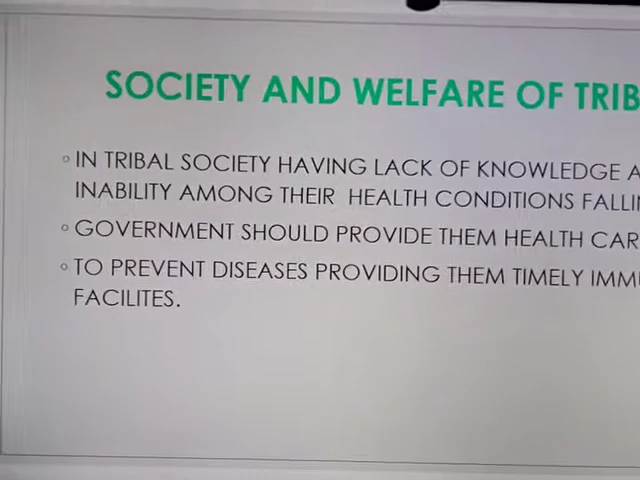 SOCIETY AND WELFARE OF TRIB
◦ IN TRIBAL SOCIETY HAVING LACK OF KNOWLEDGE A
INABILITY AMONG THEIR HEALTH CONDITIONS FALLIN
◦ GOVERNMENT SHOULD PROVIDE THEM HEALTH CAR
◦ TO PREVENT DISEASES PROVIDING THEM TIMELY IMMU
FACILITES.